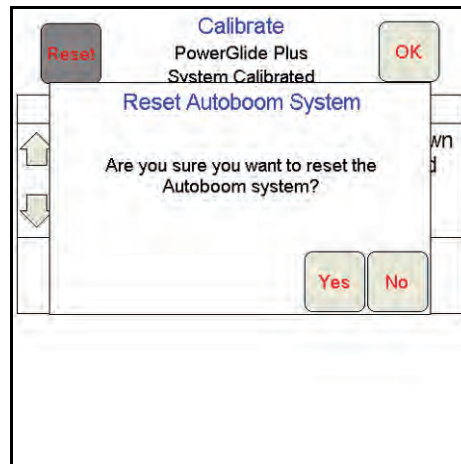 Calibrate
Reset
PowerGlide Plus
OK
System Calibrated
Reset Autoboom System
Are you sure you want to reset the
Autoboom system?
Yes No